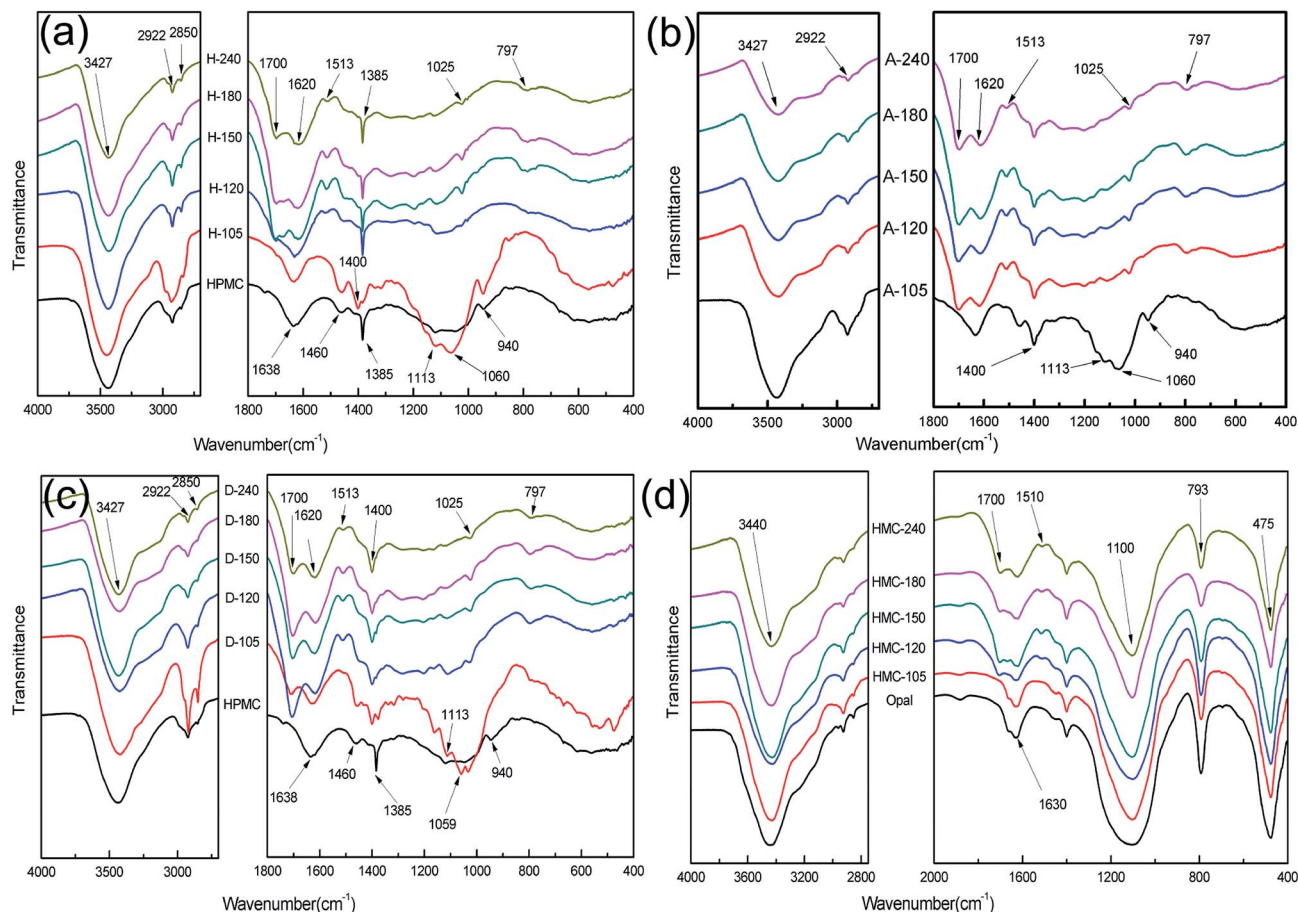 (a)
3427
2922
2850
H-240
H-180
H-150
H-120
H-105
HPMC
1700
1620
1513
1385
1025
797
1400
1638
1460
1385
1113
1060
940
Transmittance
4000 3500 3000 1800 1600 1400 1200 1000 800 600 400
Wavenumber(cm⁻¹)
(b)
3427
2922
A-240
A-180
A-150
A-120
A-105
1700
1620
1513
1025
797
1400
1113
1060
940
Transmittance
4000 3500 3000 1800 1600 1400 1200 1000 800 600 400
Wavenumber(cm⁻¹)
(c)
3427
2922
2850
D-240
D-180
D-150
D-120
D-105
HPMC
1700
1620
1513
1400
1025
797
1638
1460
1385
1113
1059
940
Transmittance
4000 3500 3000 1800 1600 1400 1200 1000 800 600 400
Wavenumber(cm⁻¹)
(d)
3440
HMC-240
HMC-180
HMC-150
HMC-120
HMC-105
Opal
1700
1510
1100
793
475
1630
Transmittance
4000 3600 3200 2800 2000 1600 1200 800 400
Wavenumber(cm⁻¹)